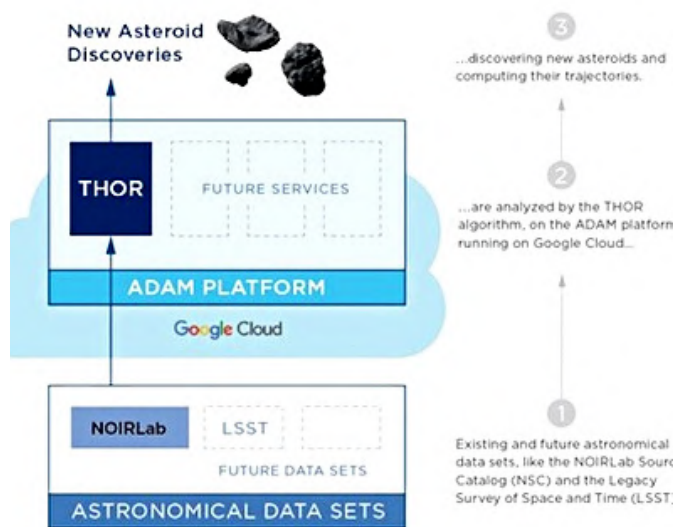 New Asteroid
Discoveries
THOR
FUTURE SERVICES
ADAM PLATFORM
Google Cloud
NOIRLab
LSST
FUTURE DATA SETS
ASTRONOMICAL DATA SETS
3
...discovering new asteroids and
computing their trajectories.
2
...are analyzed by the THOR
algorithm, on the ADAM platform
running on Google Cloud...
1
Existing and future astronomical
data sets, like the NOIRLab Sourc
Catalog (NSC) and the Legacy
Survey of Space and Time (LSST)